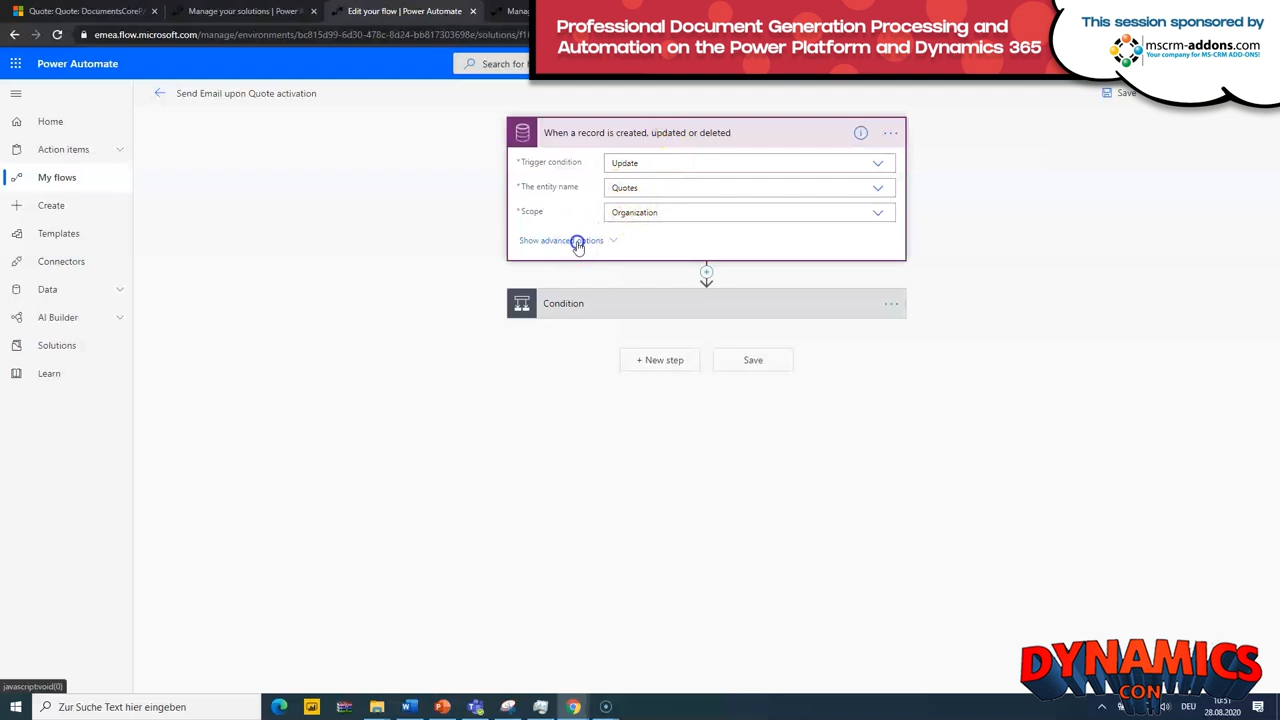 Quote: Quote: DocumentsCoreP
Manage your solutions | Power A
Edit your flow | Power Automate
emea.flow.microsoft.com/manage/environments/bc815d99-6d30-478c-8d24-bb817303698e/solutions/f1
Professional Document Generation Processing and
Automation on the Power Platform and Dynamics 365
This session sponsored by
mscrm-addons.com
Your company for MS-CRM ADD-ONS!
Power Automate
Search for h
Send Email upon Quote activation
Save
Home
Action items
My flows
Create
Templates
Connectors
Data
AI Builder
Solutions
Learn
When a record is created, updated or deleted
* Trigger condition
Update
* The entity name
Quotes
* Scope
Organization
Show advanced options
Condition
+ New step
Save
DYNAMICS
CON
javascript:void(0)
Zur Suche Text hier eingeben
DEU
10:51
28.08.2020